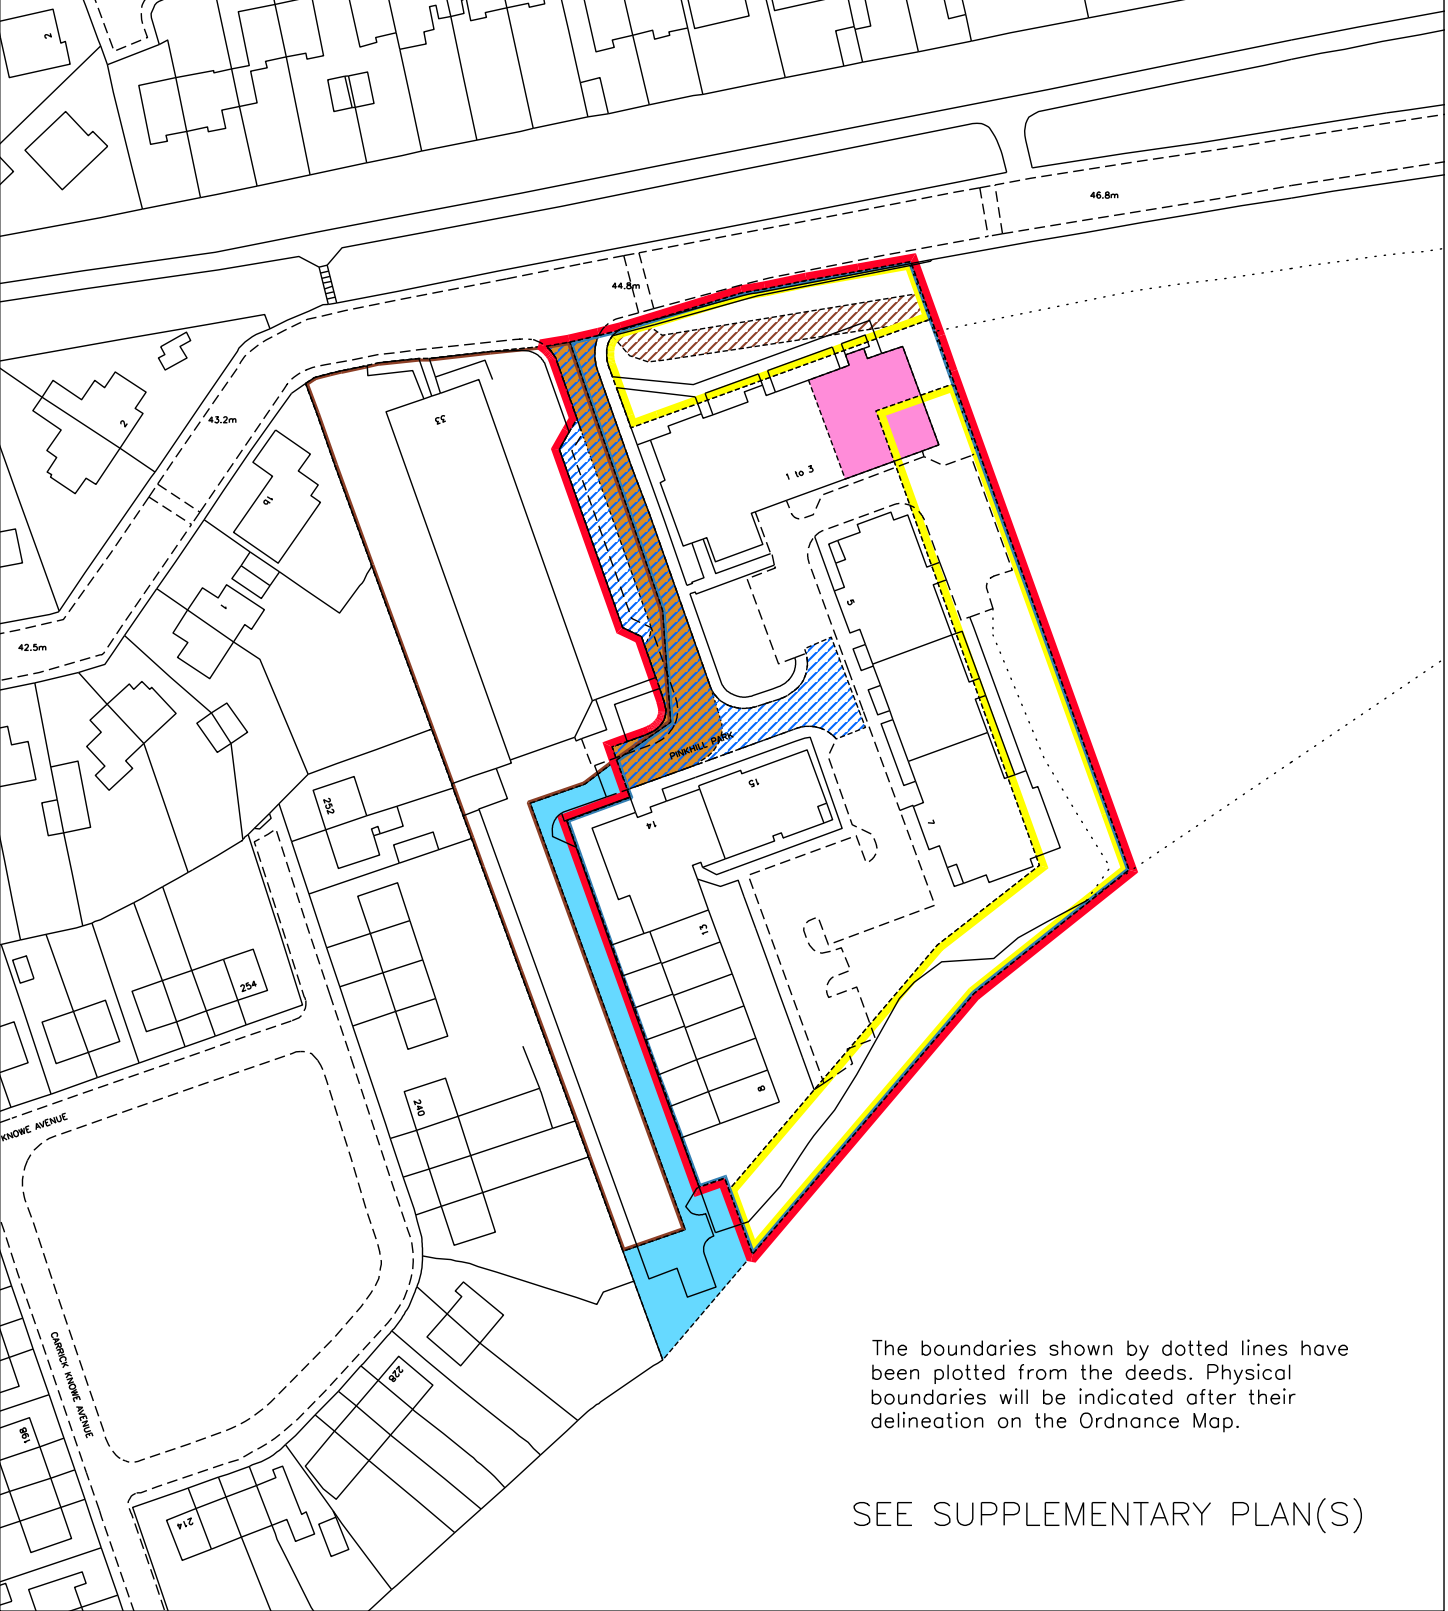 2
46.8m
44.8m
2
43.2m
33
1b
1 to 3
1
5
42.5m
PINKHILL PARK
15
252
14
7
13
254
8
240
KNOWE AVENUE
CARRICK KNOWE AVENUE
228
198
214
The boundaries shown by dotted lines have
been plotted from the deeds. Physical
boundaries will be indicated after their
delineation on the Ordnance Map.
SEE SUPPLEMENTARY PLAN(S)